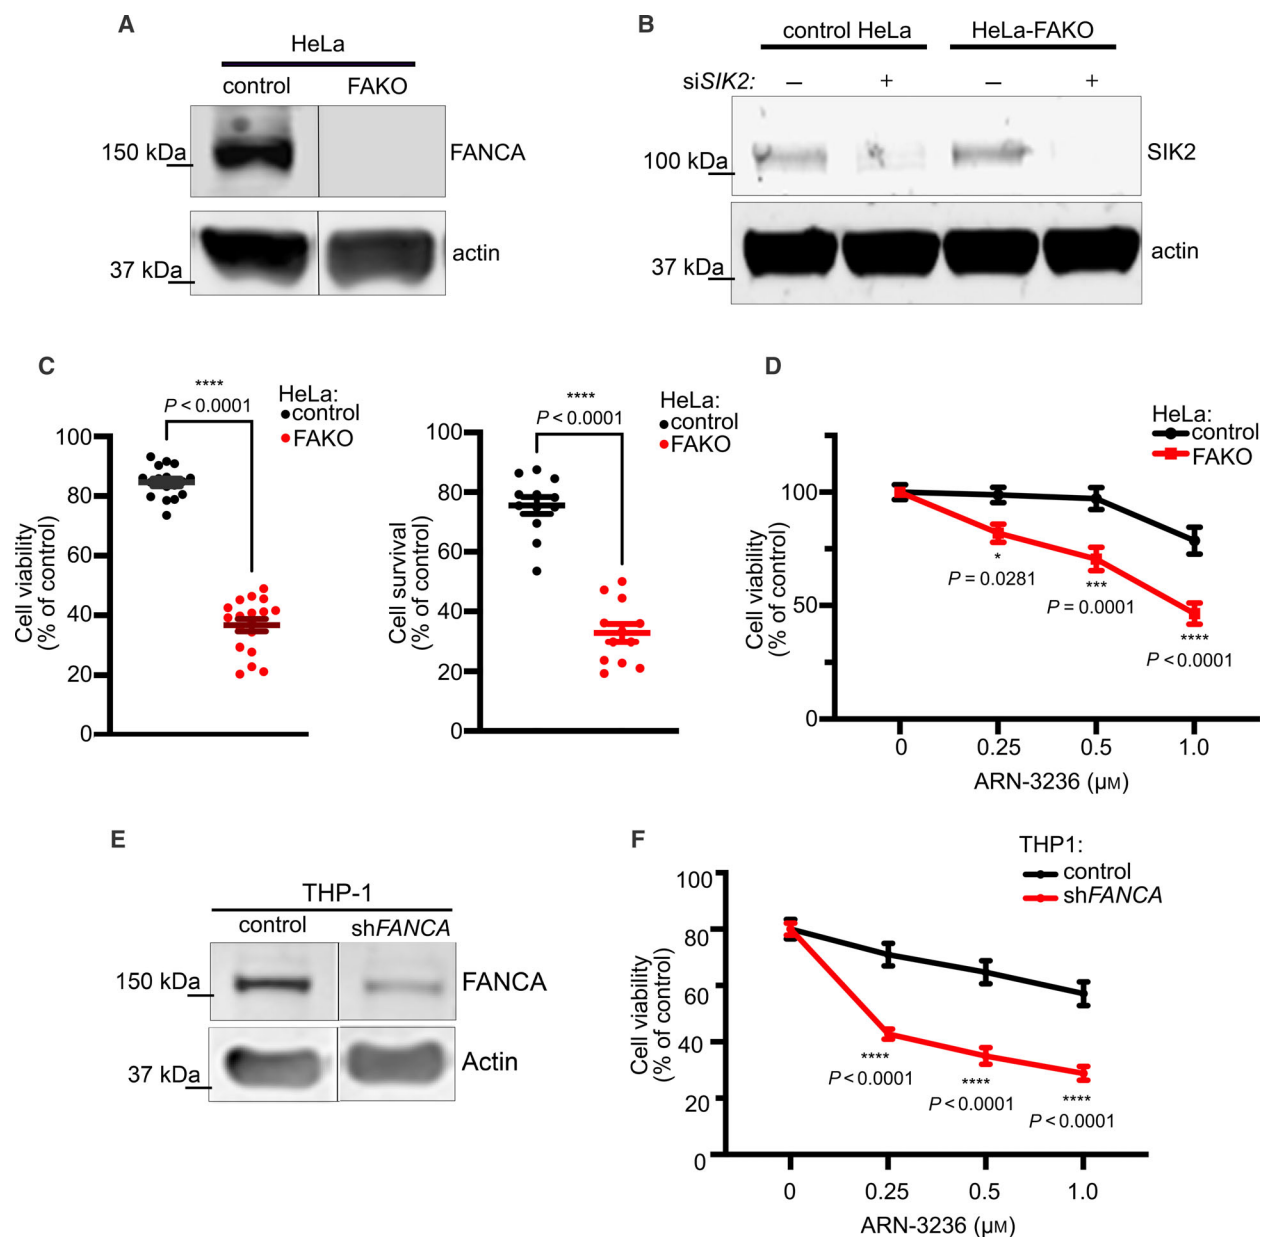 A
HeLa
control FAKO
150 kDa
FANCA
37 kDa
actin
B
control HeLa HeLa-FAKO
siSIK2: – + – +
100 kDa
SIK2
37 kDa
actin
C
****
P < 0.0001
HeLa:
control
FAKO
100
80
60
40
20
0
Cell viability
(% of control)
****
P < 0.0001
HeLa:
control
FAKO
100
80
60
40
20
0
Cell survival
(% of control)
D
HeLa:
control
FAKO
100
50
0
Cell viability
(% of control)
*
P = 0.0281
***
P = 0.0001
****
P < 0.0001
0 0.25 0.5 1.0
ARN-3236 (μM)
E
THP-1
control shFANCA
150 kDa
FANCA
37 kDa
Actin
F
THP1:
control
shFANCA
100
80
60
40
20
0
Cell viability
(% of control)
****
P < 0.0001
****
P < 0.0001
****
P < 0.0001
0 0.25 0.5 1.0
ARN-3236 (μM)